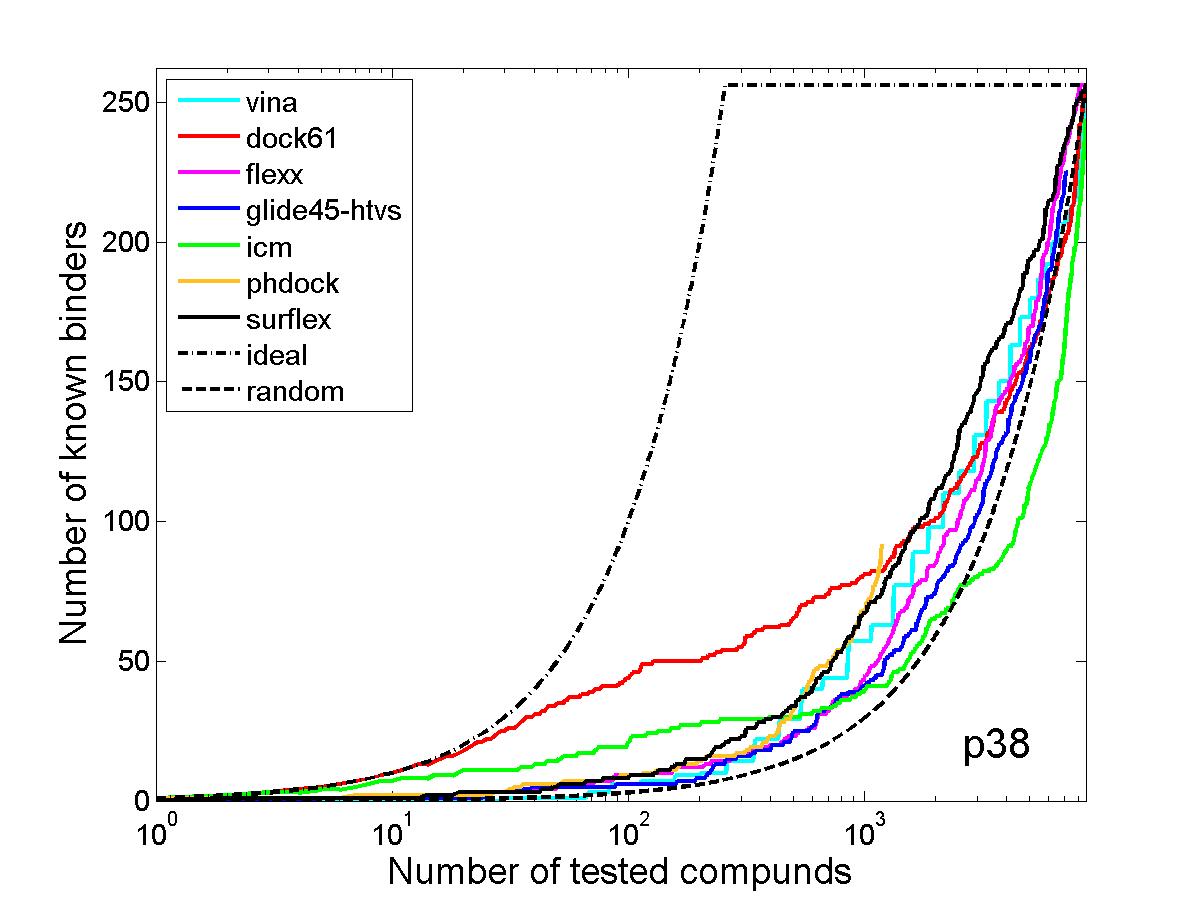 250
200
150
100
50
0
Number of known binders
vina
dock61
flexx
glide45-htvs
icm
phdock
surflex
ideal
random
p38
10^0 10^1 10^2 10^3
Number of tested compunds